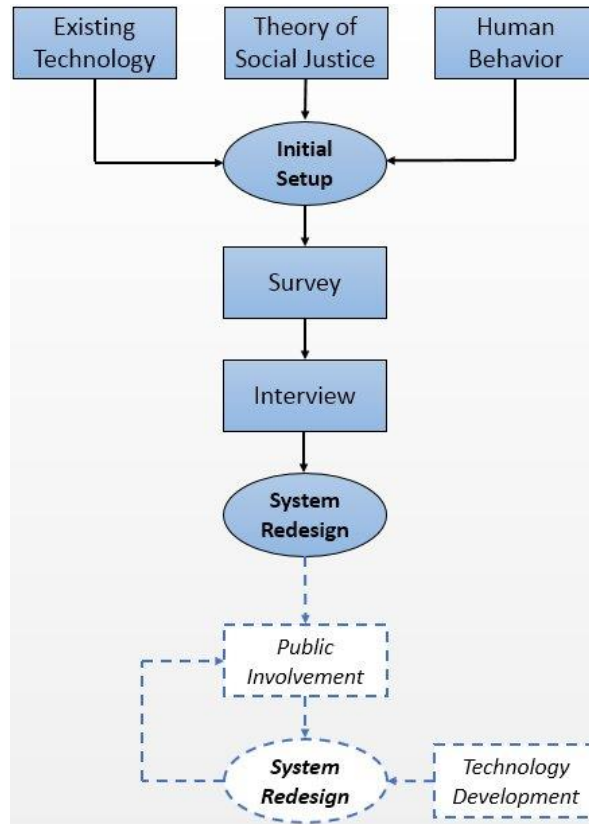 Existing
Technology
Theory of
Social Justice
Human
Behavior
Initial
Setup
Survey
Interview
System
Redesign
Public
Involvement
System
Redesign
Technology
Development